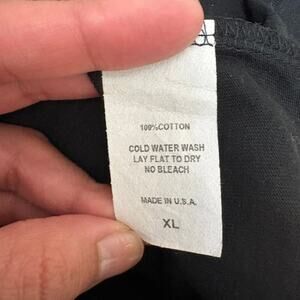 100%COTTON
COLD WATER WASH
LAY FLAT TO DRY
NO BLEACH
MADE IN U.S.A.
XL